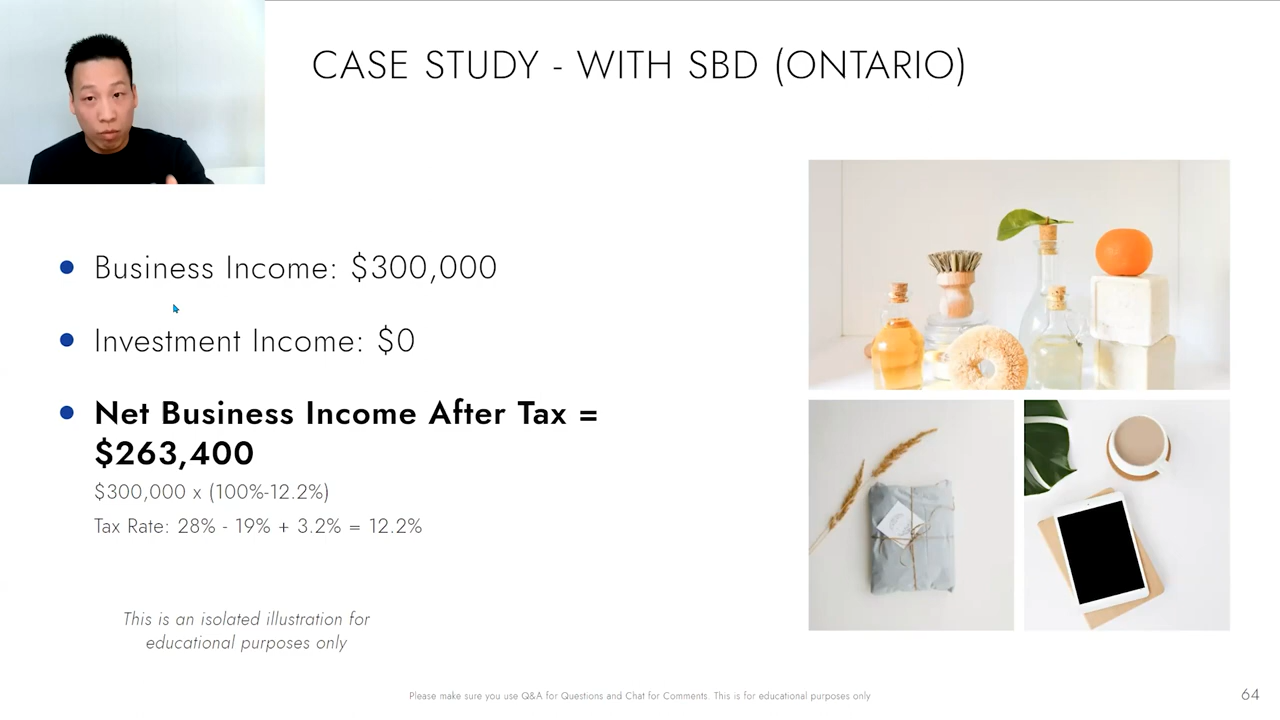 CASE STUDY - WITH SBD (ONTARIO)
Business Income: $300,000
Investment Income: $0
Net Business Income After Tax =
$263,400
$300,000 x (100%-12.2%)
Tax Rate: 28% - 19% + 3.2% = 12.2%
This is an isolated illustration for
educational purposes only
Please make sure you use Q&A for Questions and Chat for Comments. This is for educational purposes only
64